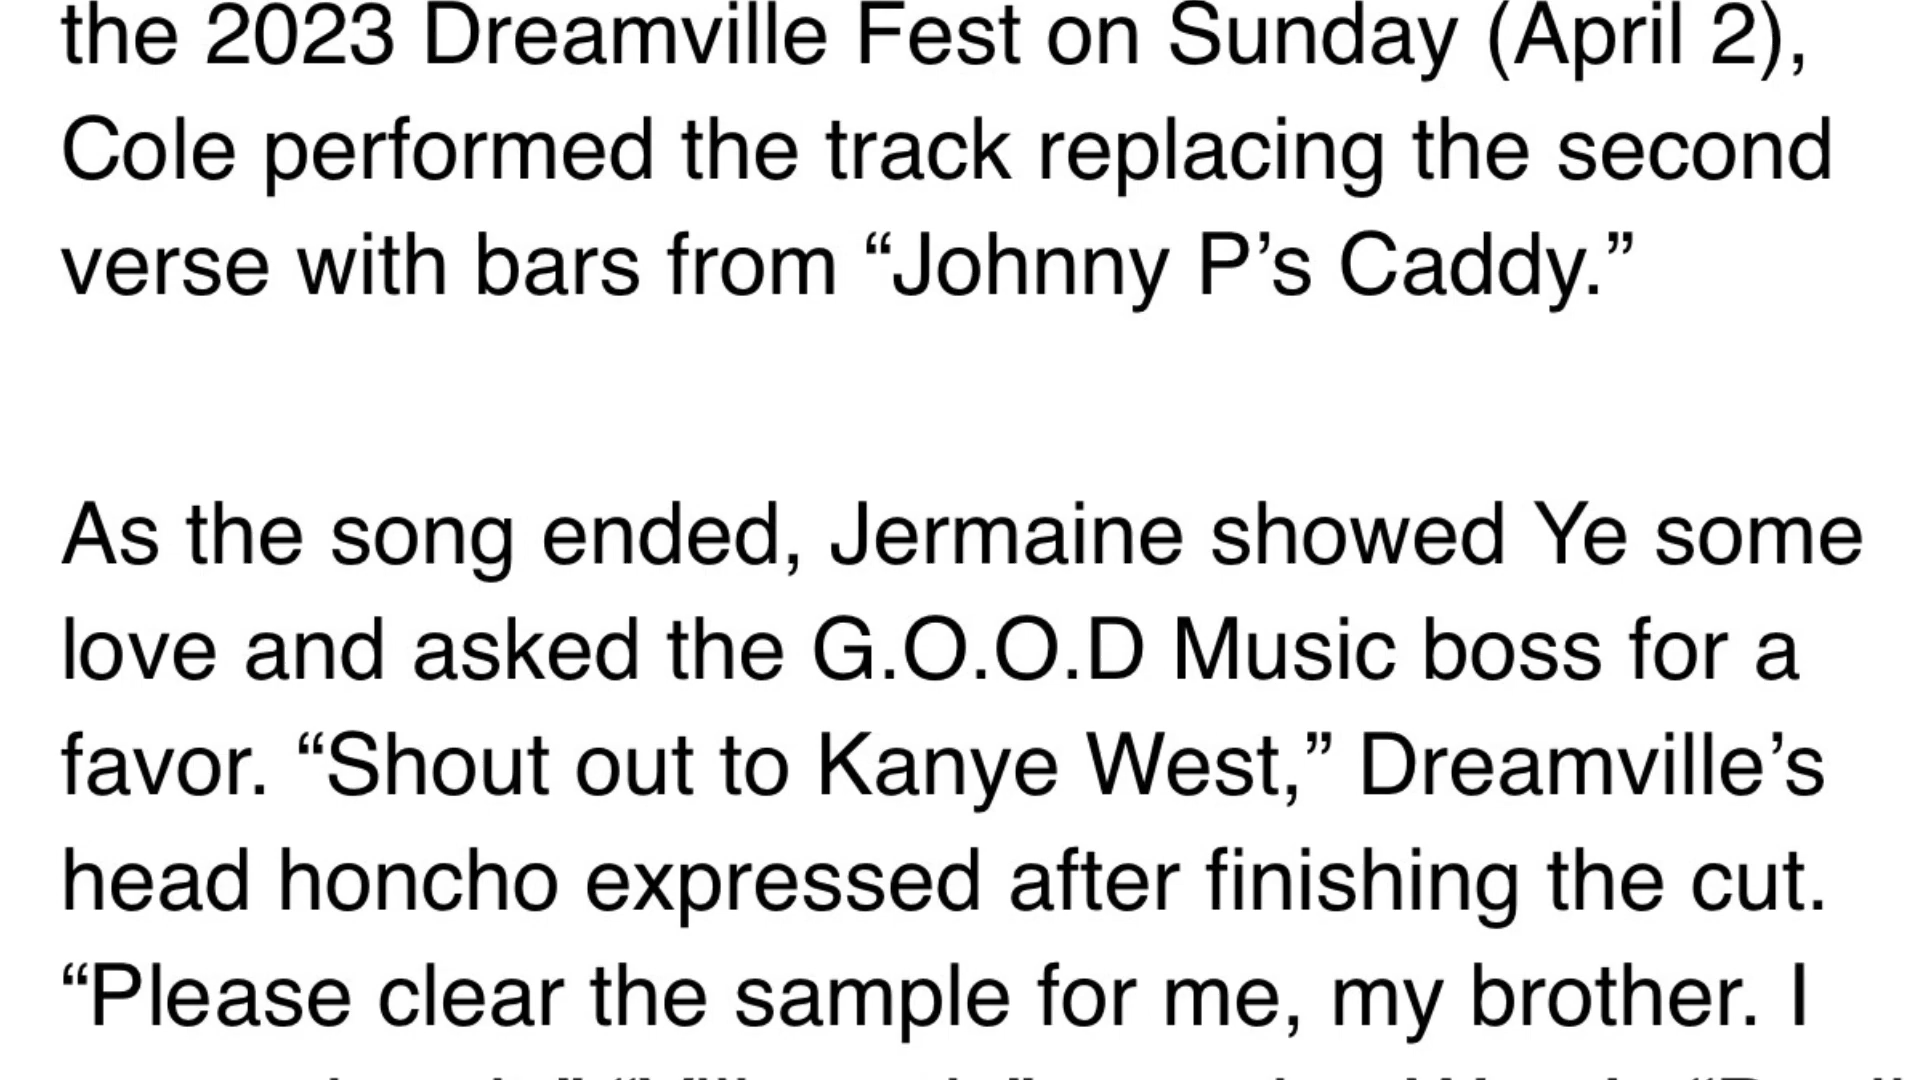 the 2023 Dreamville Fest on Sunday (April 2),
Cole performed the track replacing the second
verse with bars from “Johnny P’s Caddy.”
As the song ended, Jermaine showed Ye some
love and asked the G.O.O.D Music boss for a
favor. “Shout out to Kanye West,” Dreamville’s
head honcho expressed after finishing the cut.
“Please clear the sample for me, my brother. I